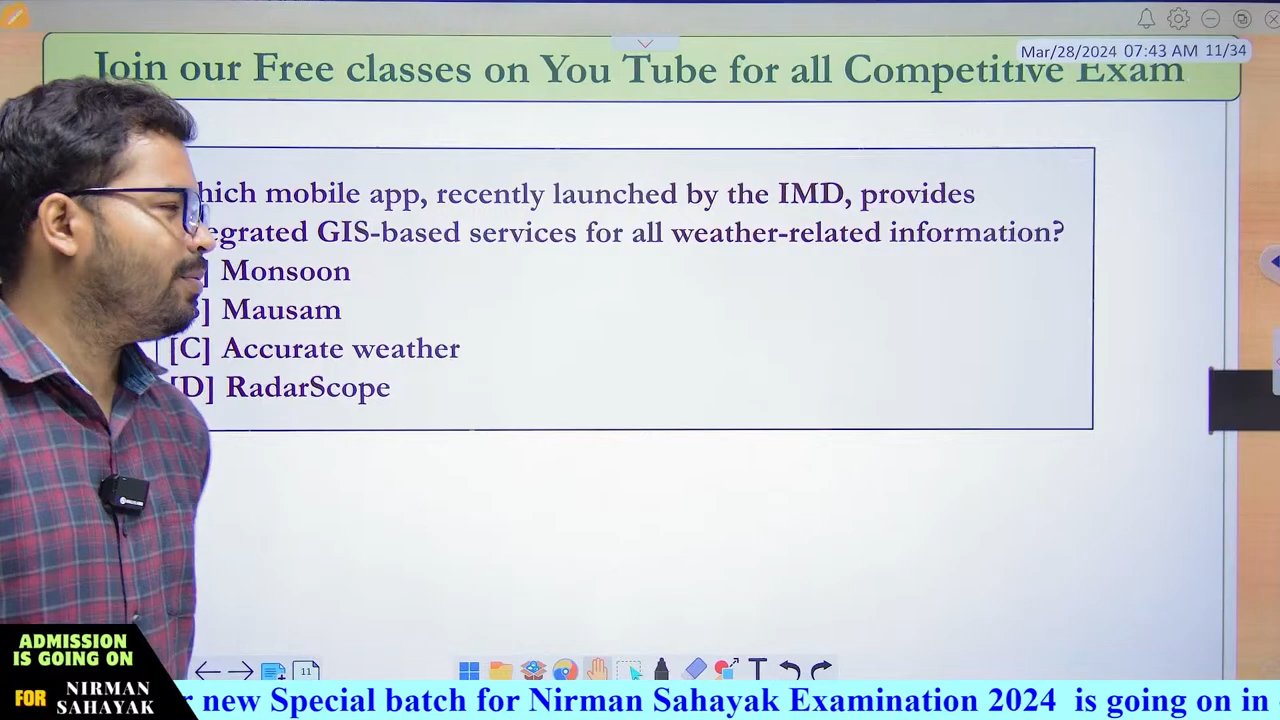 Mar/28/2024 07:43 AM 11/34
Join our Free classes on You Tube for all Competitive Exam
hich mobile app, recently launched by the IMD, provides
egrated GIS-based services for all weather-related information?
] Monsoon
] Mausam
[C] Accurate weather
[D] RadarScope
11
T
ADMISSION
IS GOING ON
FOR NIRMAN
SAHAYAK
r new Special batch for Nirman Sahayak Examination 2024 is going on in